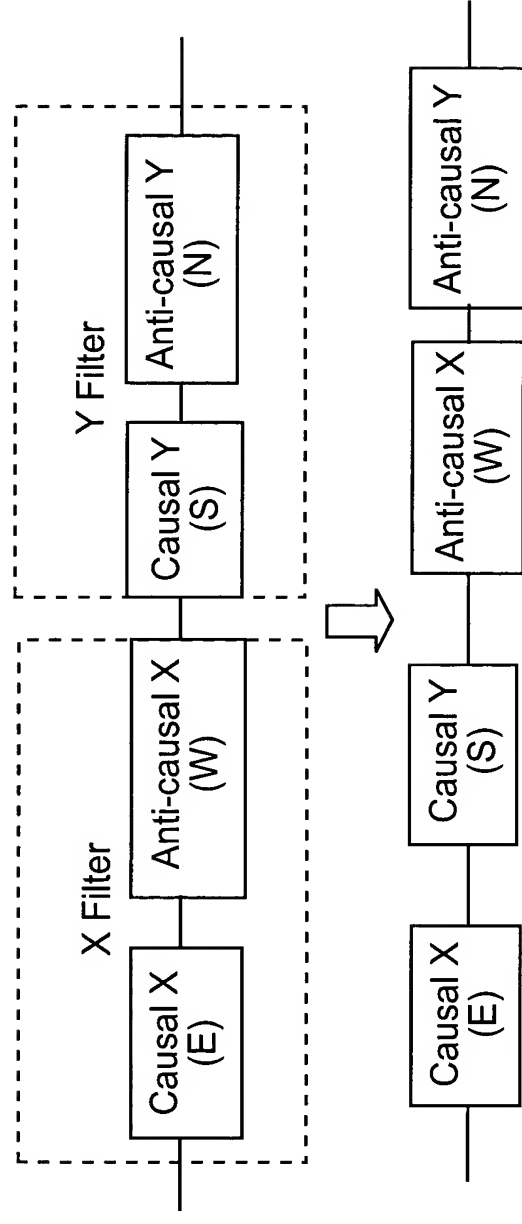 X Filter
Y Filter
Causal X
(E)
Anti-causal X
(W)
Causal Y
(S)
Anti-causal Y
(N)
Causal X
(E)
Causal Y
(S)
Anti-causal X
(W)
Anti-causal Y
(N)